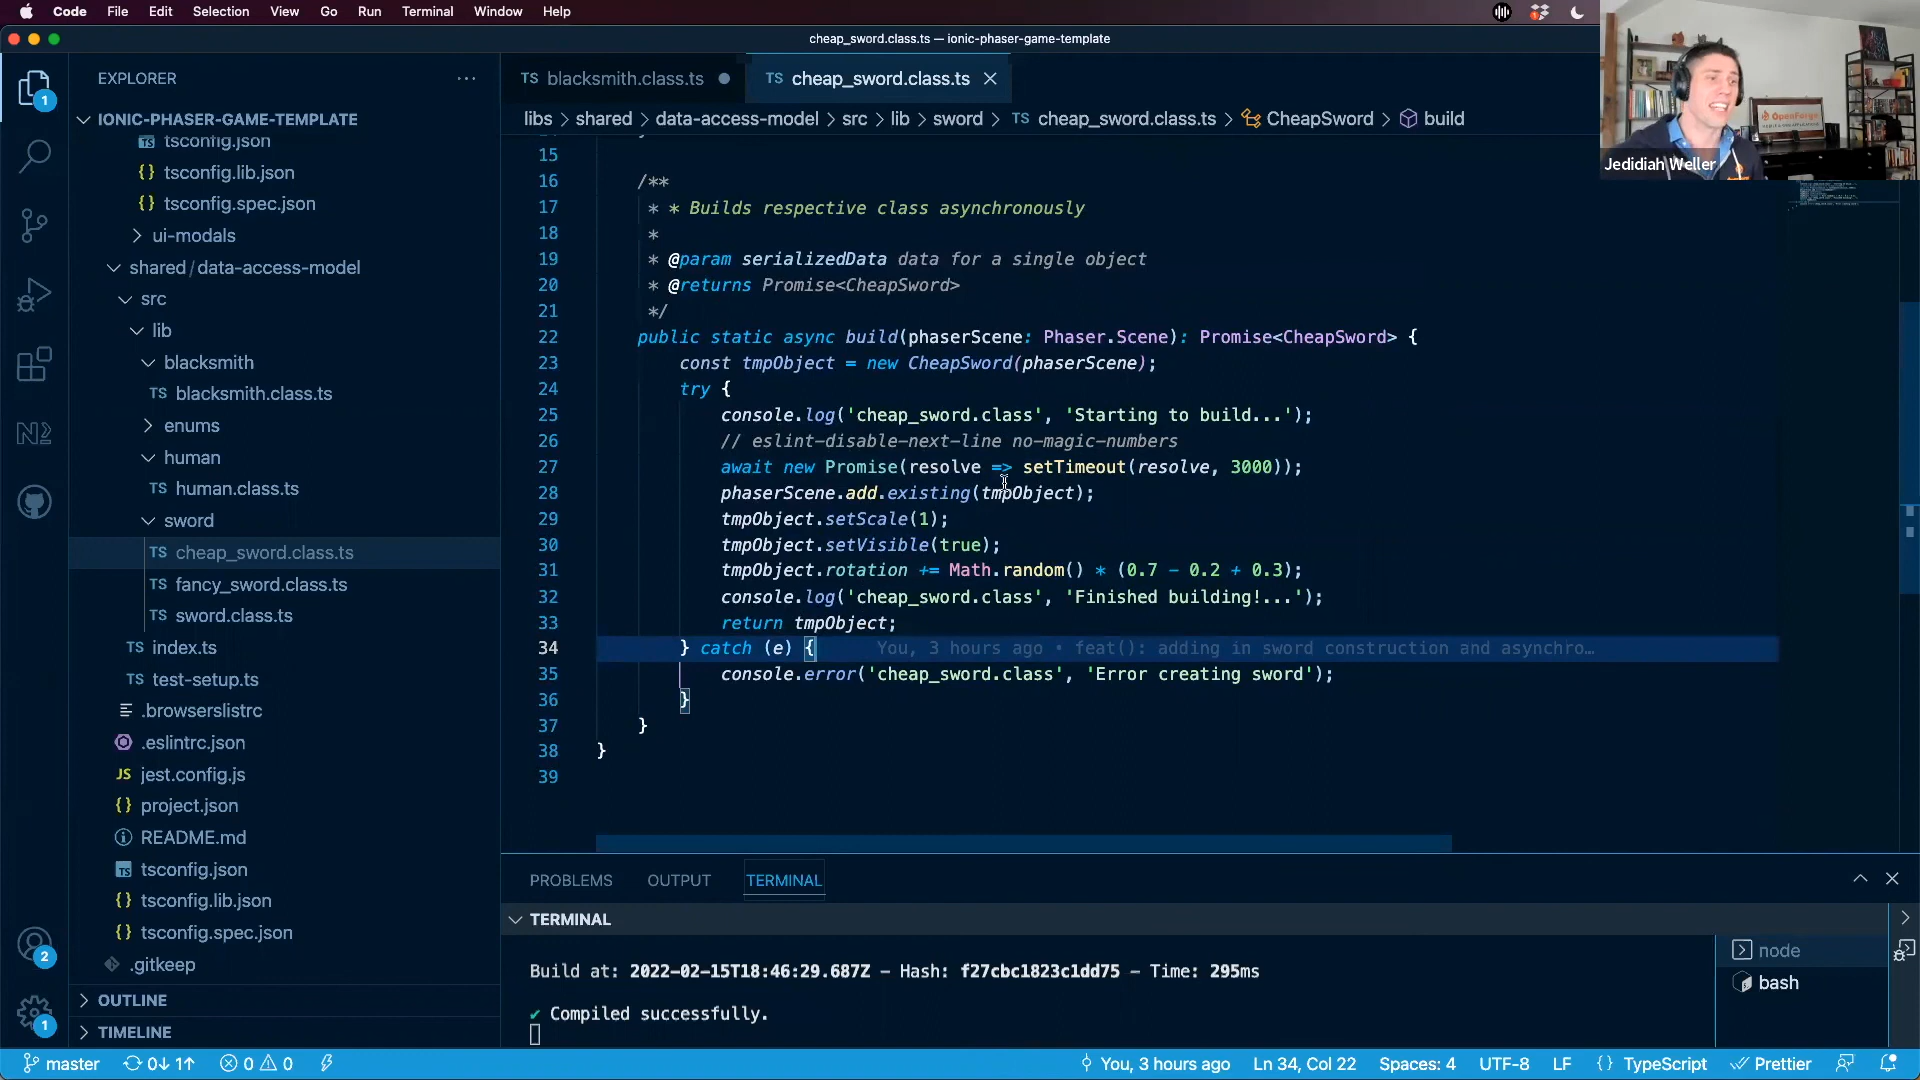 Code File Edit Selection View Go Run Terminal Window Help
cheap_sword.class.ts — ionic-phaser-game-template
EXPLORER
IONIC-PHASER-GAME-TEMPLATE
tsconfig.json
tsconfig.lib.json
tsconfig.spec.json
ui-modals
shared/data-access-model
src
lib
blacksmith
TS blacksmith.class.ts
enums
human
TS human.class.ts
sword
TS cheap_sword.class.ts
TS fancy_sword.class.ts
TS sword.class.ts
TS index.ts
TS test-setup.ts
.browserslistrc
.eslintrc.json
JS jest.config.js
project.json
README.md
tsconfig.json
tsconfig.lib.json
tsconfig.spec.json
.gitkeep
OUTLINE
TIMELINE
1
2
1
TS blacksmith.class.ts
TS cheap_sword.class.ts
libs > shared > data-access-model > src > lib > sword > TS cheap_sword.class.ts > CheapSword > build
15
16 /**
17 * * Builds respective class asynchronously
18 *
19 * @param serializedData data for a single object
20 * @returns Promise<CheapSword>
21 */
22 public static async build(phaserScene: Phaser.Scene): Promise<CheapSword> {
23 const tmpObject = new CheapSword(phaserScene);
24 try {
25 console.log('cheap_sword.class', 'Starting to build...');
26 // eslint-disable-next-line no-magic-numbers
27 await new Promise(resolve => setTimeout(resolve, 3000));
28 phaserScene.add.existing(tmpObject);
29 tmpObject.setScale(1);
30 tmpObject.setVisible(true);
31 tmpObject.rotation += Math.random() * (0.7 - 0.2 + 0.3);
32 console.log('cheap_sword.class', 'Finished building!...');
33 return tmpObject;
34 } catch (e) { You, 3 hours ago • feat(): adding in sword construction and asynchro…
35 console.error('cheap_sword.class', 'Error creating sword');
36 }
37 }
38 }
39
PROBLEMS OUTPUT TERMINAL
TERMINAL
Build at: 2022-02-15T18:46:29.687Z - Hash: f27cbc1823c1dd75 - Time: 295ms
✔ Compiled successfully.
node
bash
master 0↓ 1↑ 0 0 You, 3 hours ago Ln 34, Col 22 Spaces: 4 UTF-8 LF {} TypeScript Prettier
OpenForge
Jedidiah Weller